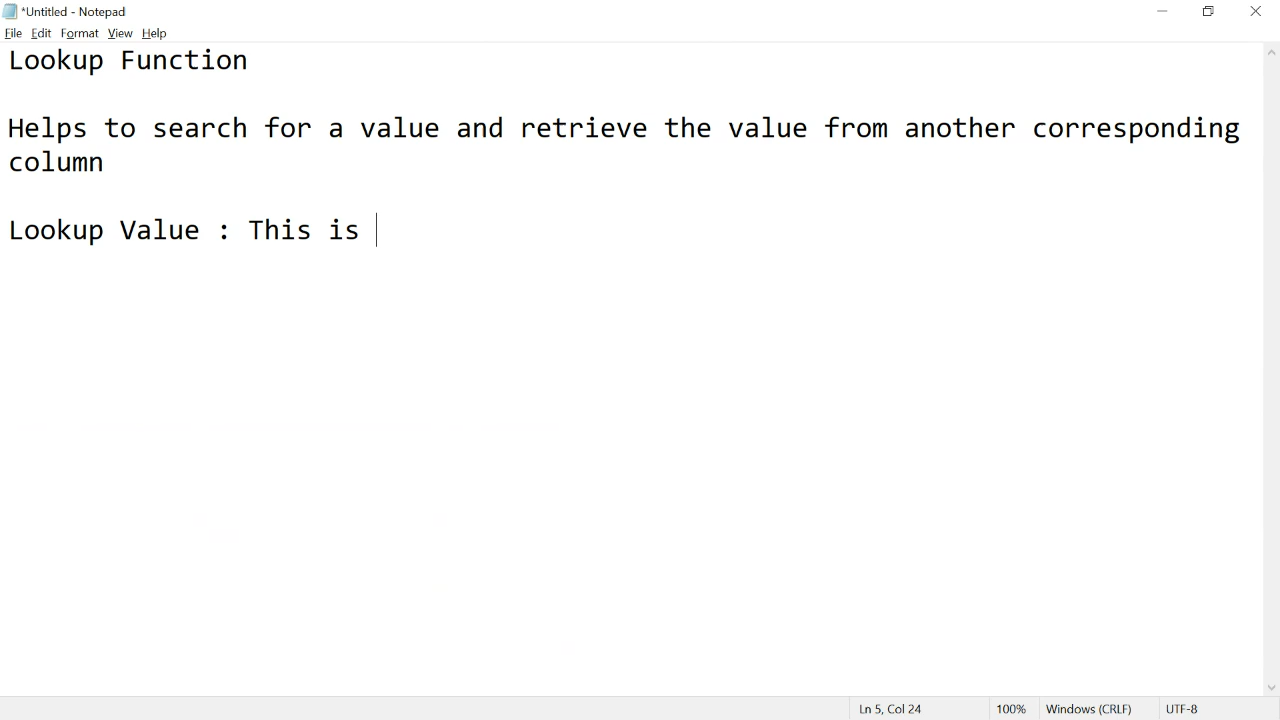 *Untitled - Notepad
File Edit Format View Help
Lookup Function
Helps to search for a value and retrieve the value from another corresponding
column
Lookup Value : This is
Ln 5, Col 24 100% Windows (CRLF) UTF-8